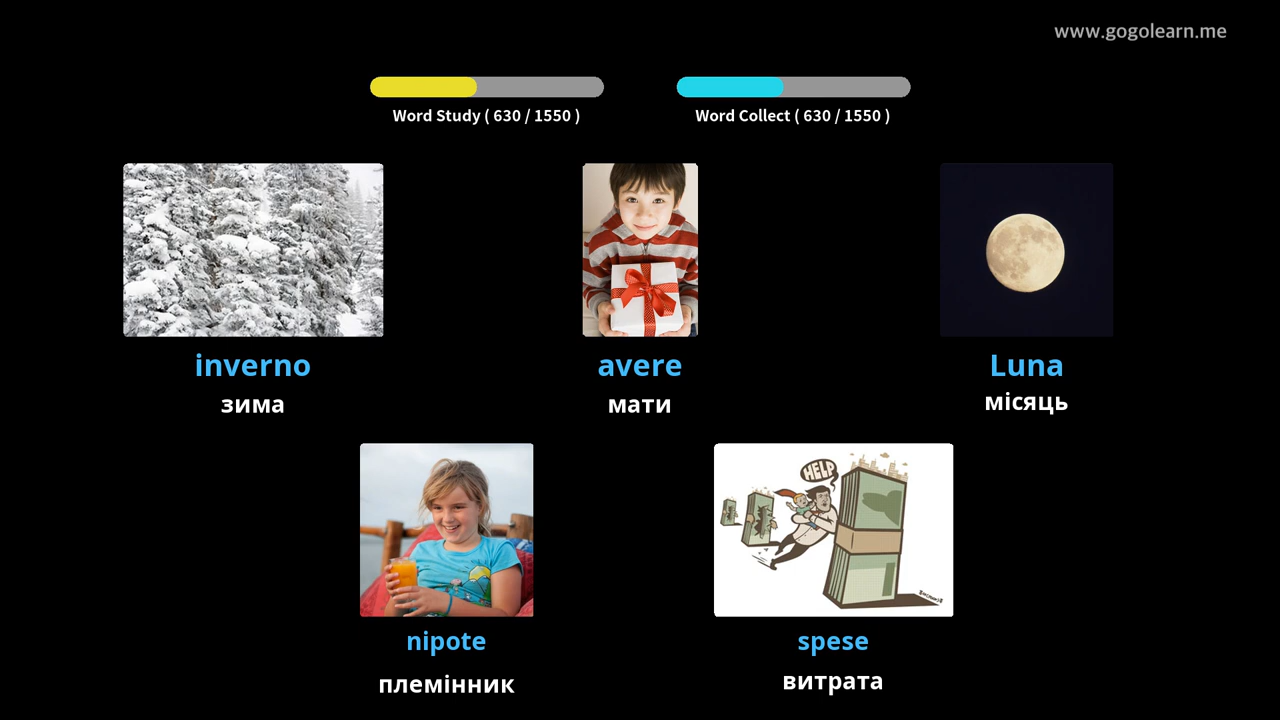 www.gogolearn.me
Word Study ( 630 / 1550 )
Word Collect ( 630 / 1550 )
inverno
avere
Luna
зима
мати
місяць
HELP
nipote
spese
племінник
витрата